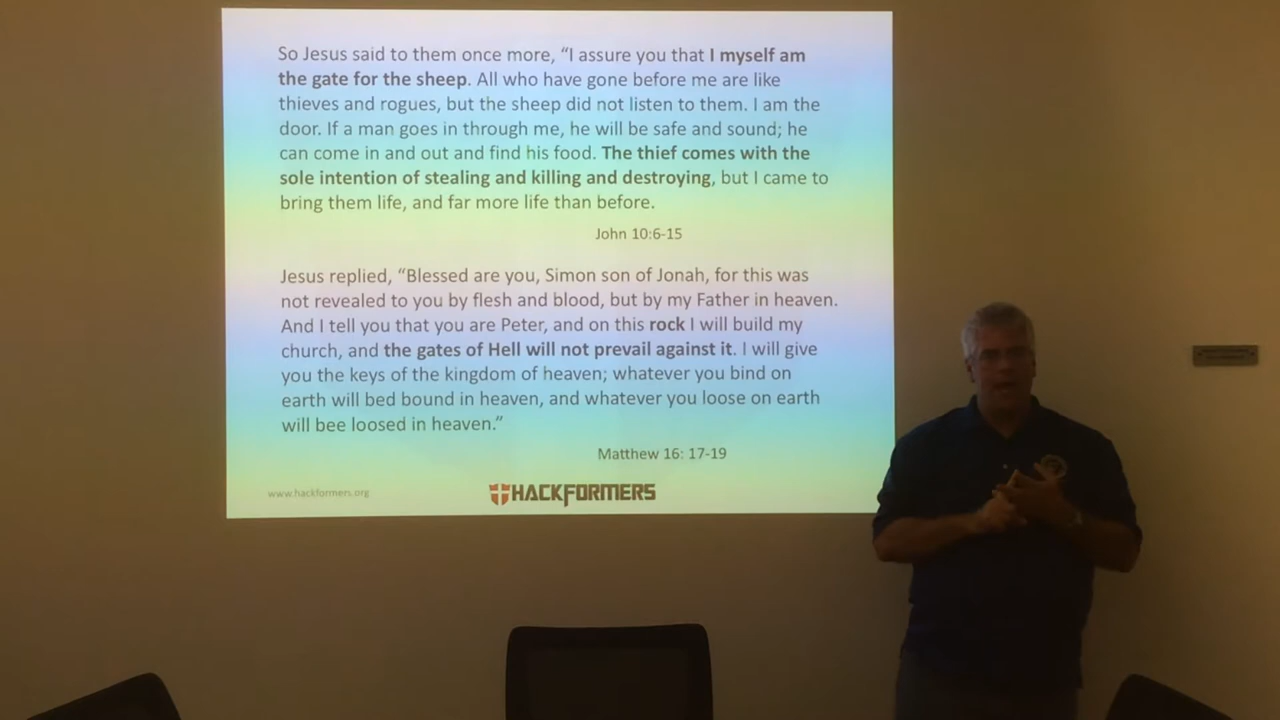 So Jesus said to them once more, “I assure you that I myself am
the gate for the sheep. All who have gone before me are like
thieves and rogues, but the sheep did not listen to them. I am the
door. If a man goes in through me, he will be safe and sound; he
can come in and out and find his food. The thief comes with the
sole intention of stealing and killing and destroying, but I came to
bring them life, and far more life than before.
John 10:6-15
Jesus replied, “Blessed are you, Simon son of Jonah, for this was
not revealed to you by flesh and blood, but by my Father in heaven.
And I tell you that you are Peter, and on this rock I will build my
church, and the gates of Hell will not prevail against it. I will give
you the keys of the kingdom of heaven; whatever you bind on
earth will bed bound in heaven, and whatever you loose on earth
will bee loosed in heaven.”
Matthew 16: 17-19
www.hackformers.org
HACKFORMERS